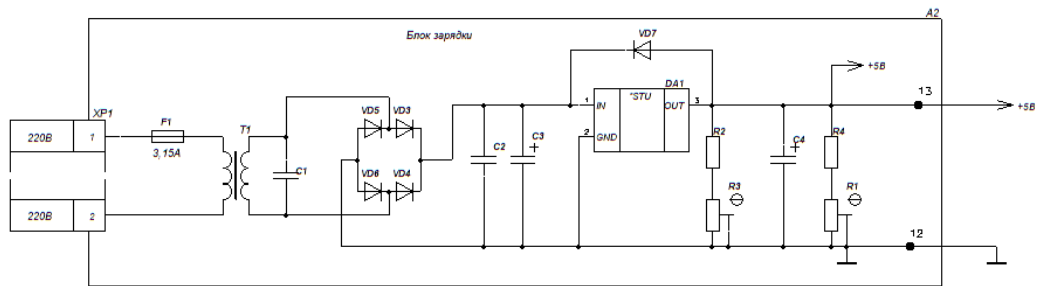 A2
Блок зарядки
VD7
+5В
DA1
XP1
VD5 VD3
1 IN *STU OUT 3
13
+5В
F1
T1
220В 1
3,15А
C2 C3 +
2 GND
R2
C4 +
R4
C1
VD6 VD4
R3
R1
220В 2
12